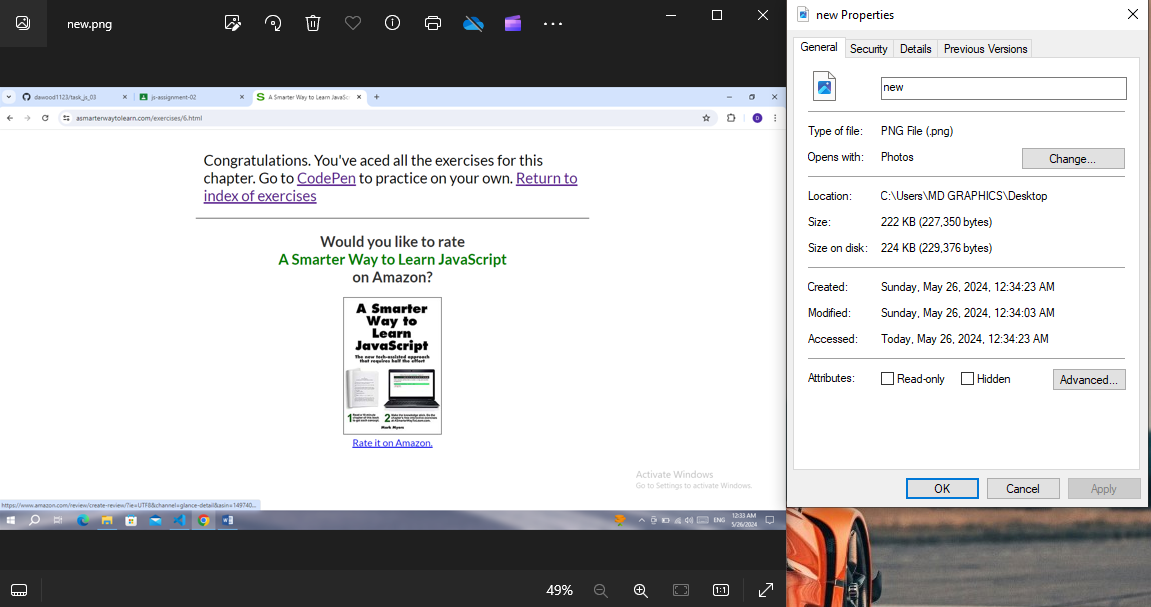 new.png
dawood1123/task_js_03
js-assignment-02
A Smarter Way to Learn JavaSc
asmarterwaytolearn.com/exercises/6.html
Congratulations. You've aced all the exercises for this
chapter. Go to CodePen to practice on your own. Return to
index of exercises
Would you like to rate
A Smarter Way to Learn JavaScript
on Amazon?
A Smarter
Way to
Learn
JavaScript
The new tech-assisted approach
that requires half the effort
1
2
Mark Myers
Rate it on Amazon.
Activate Windows
Go to Settings to activate Windows.
https://www.amazon.com/review/create-review/?ie=UTF8&channel=glance-detail&asin=149740...
ENG
12:33 AM
5/26/2024
49%
1:1
new Properties
General
Security
Details
Previous Versions
new
Type of file: PNG File (.png)
Opens with: Photos
Change...
Location: C:\Users\MD GRAPHICS\Desktop
Size: 222 KB (227,350 bytes)
Size on disk: 224 KB (229,376 bytes)
Created: Sunday, May 26, 2024, 12:34:23 AM
Modified: Sunday, May 26, 2024, 12:34:03 AM
Accessed: Today, May 26, 2024, 12:34:23 AM
Attributes: Read-only Hidden
Advanced...
OK
Cancel
Apply